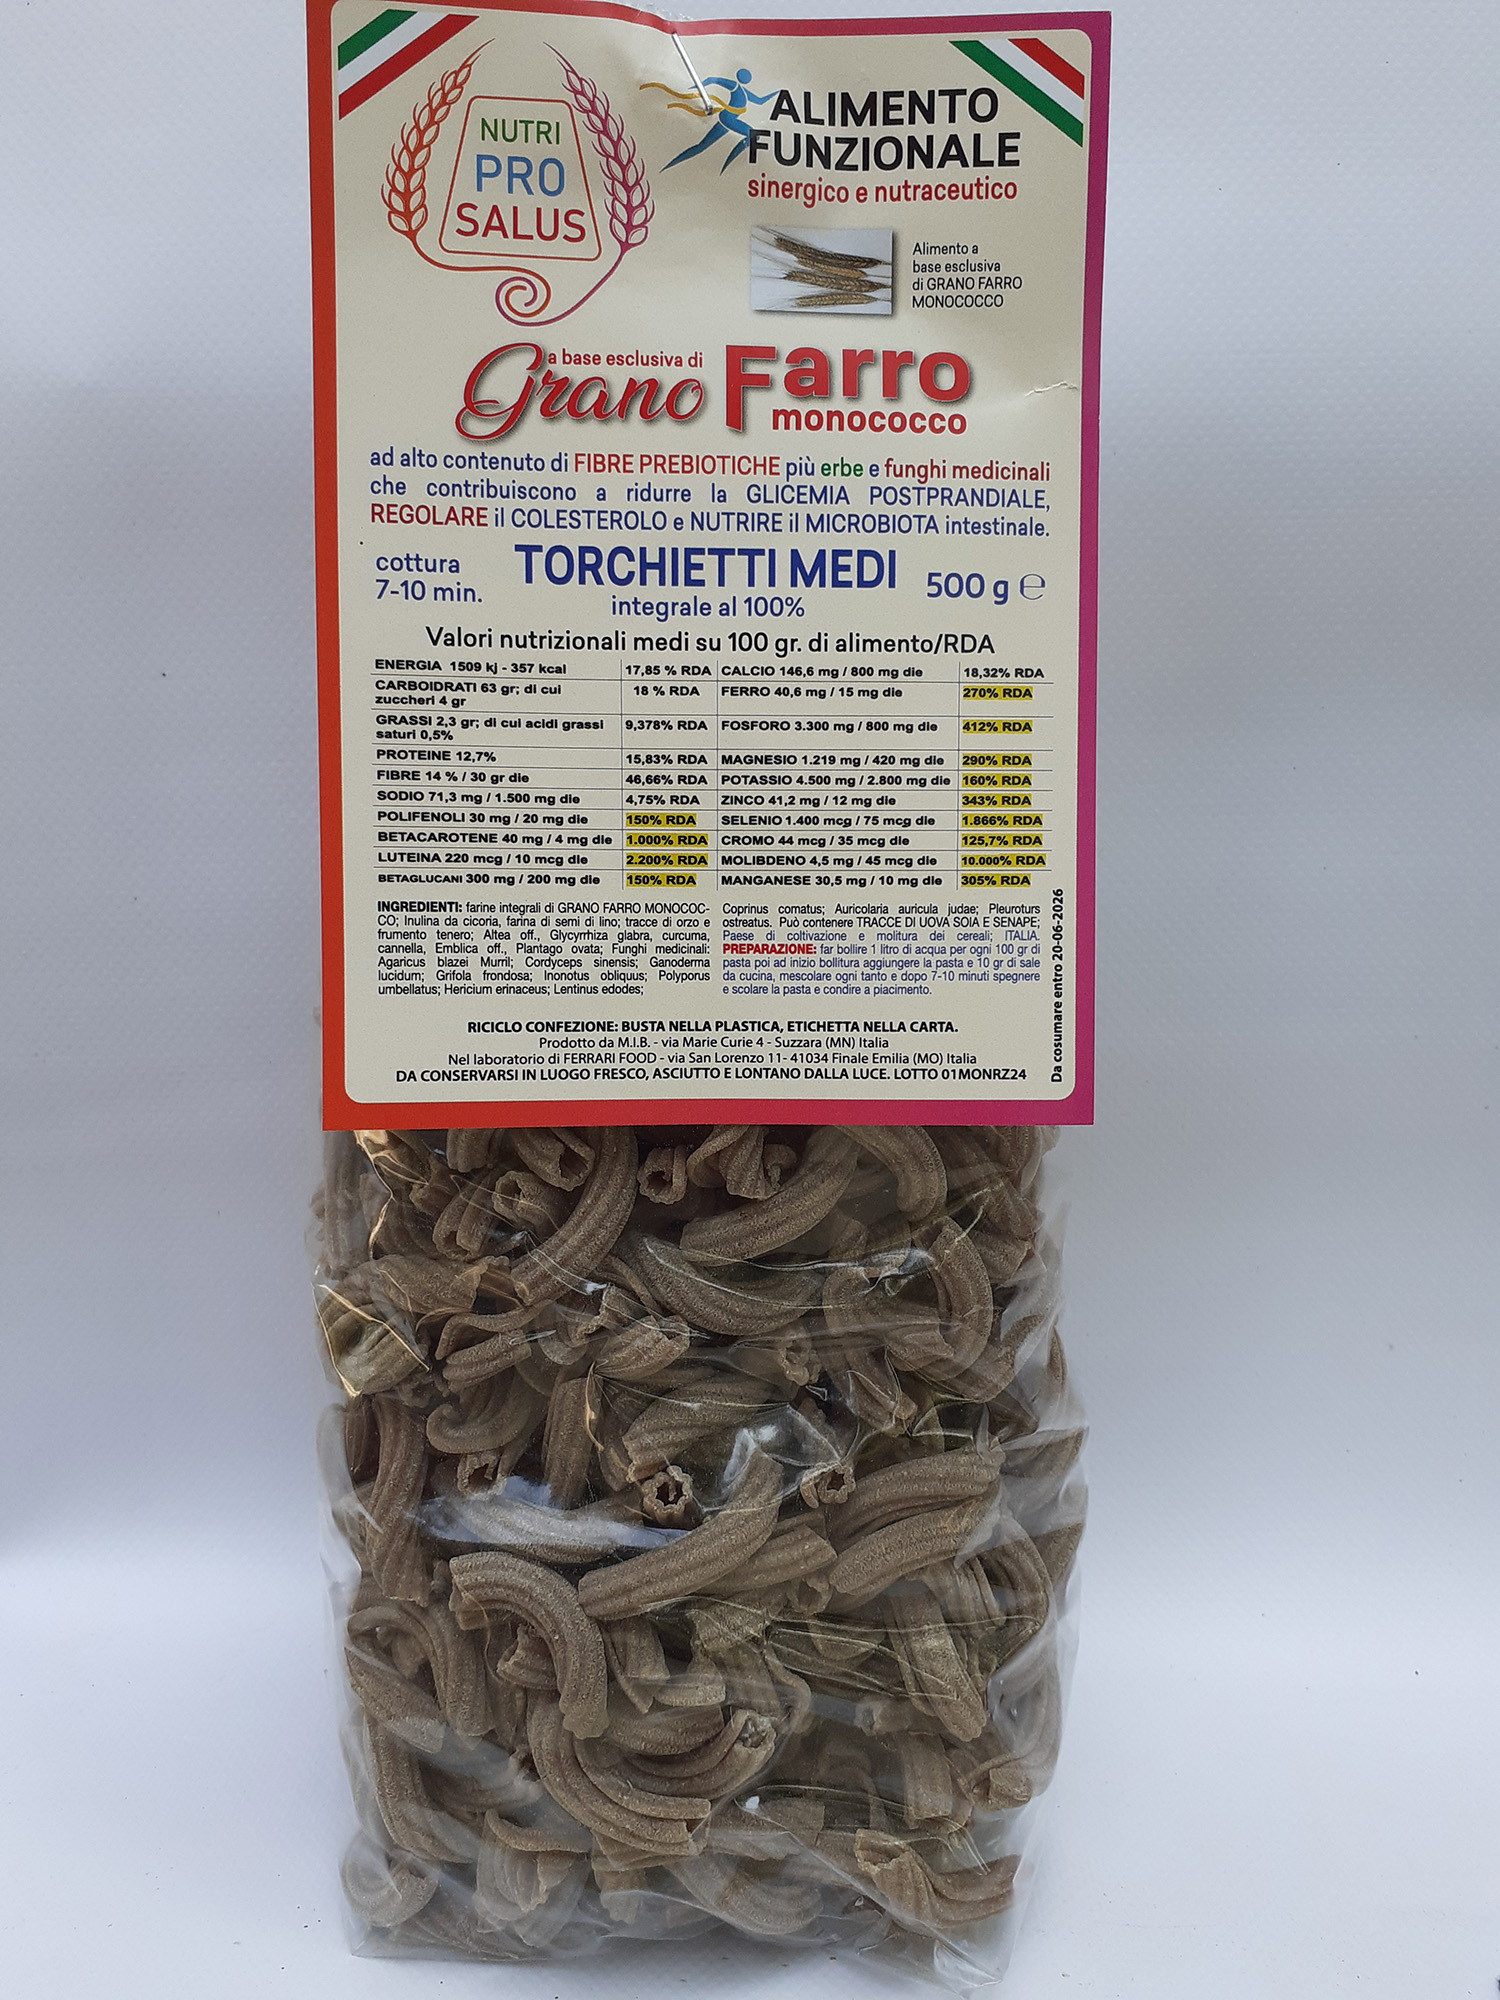 NUTRI
PRO
SALUS
ALIMENTO
FUNZIONALE
sinergico e nutraceutico
Alimento a
base esclusiva
di GRANO FARRO
MONOCOCCO
a base esclusiva di
Grano Farro
monococco
ad alto contenuto di FIBRE PREBIOTICHE più erbe e funghi medicinali
che contribuiscono a ridurre la GLICEMIA POSTPRANDIALE,
REGOLARE il COLESTEROLO e NUTRIRE il MICROBIOTA intestinale.
cottura
7-10 min.
TORCHIETTI MEDI
integrale al 100%
500 g ℮
Valori nutrizionali medi su 100 gr. di alimento/RDA
ENERGIA 1509 kj - 357 kcal 17,85 % RDA CALCIO 146,6 mg / 800 mg die 18,32% RDA
CARBOIDRATI 63 gr; di cui
zuccheri 4 gr 18 % RDA FERRO 40,6 mg / 15 mg die 270% RDA
GRASSI 2,3 gr; di cui acidi grassi
saturi 0,5% 9,378% RDA FOSFORO 3.300 mg / 800 mg die 412% RDA
PROTEINE 12,7% 15,83% RDA MAGNESIO 1.219 mg / 420 mg die 290% RDA
FIBRE 14 % / 30 gr die 46,66% RDA POTASSIO 4.500 mg / 2.800 mg die 160% RDA
SODIO 71,3 mg / 1.500 mg die 4,75% RDA ZINCO 41,2 mg / 12 mg die 343% RDA
POLIFENOLI 30 mg / 20 mg die 150% RDA SELENIO 1.400 mcg / 75 mcg die 1.866% RDA
BETACAROTENE 40 mg / 4 mg die 1.000% RDA CROMO 44 mcg / 35 mcg die 125,7% RDA
LUTEINA 220 mcg / 10 mcg die 2.200% RDA MOLIBDENO 4,5 mg / 45 mcg die 10.000% RDA
BETAGLUCANI 300 mg / 200 mg die 150% RDA MANGANESE 30,5 mg / 10 mg die 305% RDA
INGREDIENTI: farine integrali di GRANO FARRO MONOCOC-
CO; Inulina da cicoria, farina di semi di lino; tracce di orzo e
frumento tenero; Altea off., Glycyrrhiza glabra, curcuma,
cannella, Emblica off., Plantago ovata; Funghi medicinali:
Agaricus blazei Murril; Cordyceps sinensis; Ganoderma
lucidum; Grifola frondosa; Inonotus obliquus; Polyporus
umbellatus; Hericium erinaceus; Lentinus edodes;
Coprinus comatus; Auricolaria auricula judae; Pleuroturs
ostreatus. Può contenere TRACCE DI UOVA SOIA E SENAPE;
Paese di coltivazione e molitura dei cereali; ITALIA.
PREPARAZIONE: far bollire 1 litro di acqua per ogni 100 gr di
pasta poi ad inizio bollitura aggiungere la pasta e 10 gr di sale
da cucina, mescolare ogni tanto e dopo 7-10 minuti spegnere
e scolare la pasta e condire a piacimento.
Da cosumare entro 20-06-2026
RICICLO CONFEZIONE: BUSTA NELLA PLASTICA, ETICHETTA NELLA CARTA.
Prodotto da M.I.B. - via Marie Curie 4 - Suzzara (MN) Italia
Nel laboratorio di FERRARI FOOD - via San Lorenzo 11- 41034 Finale Emilia (MO) Italia
DA CONSERVARSI IN LUOGO FRESCO, ASCIUTTO E LONTANO DALLA LUCE. LOTTO 01MONRZ24